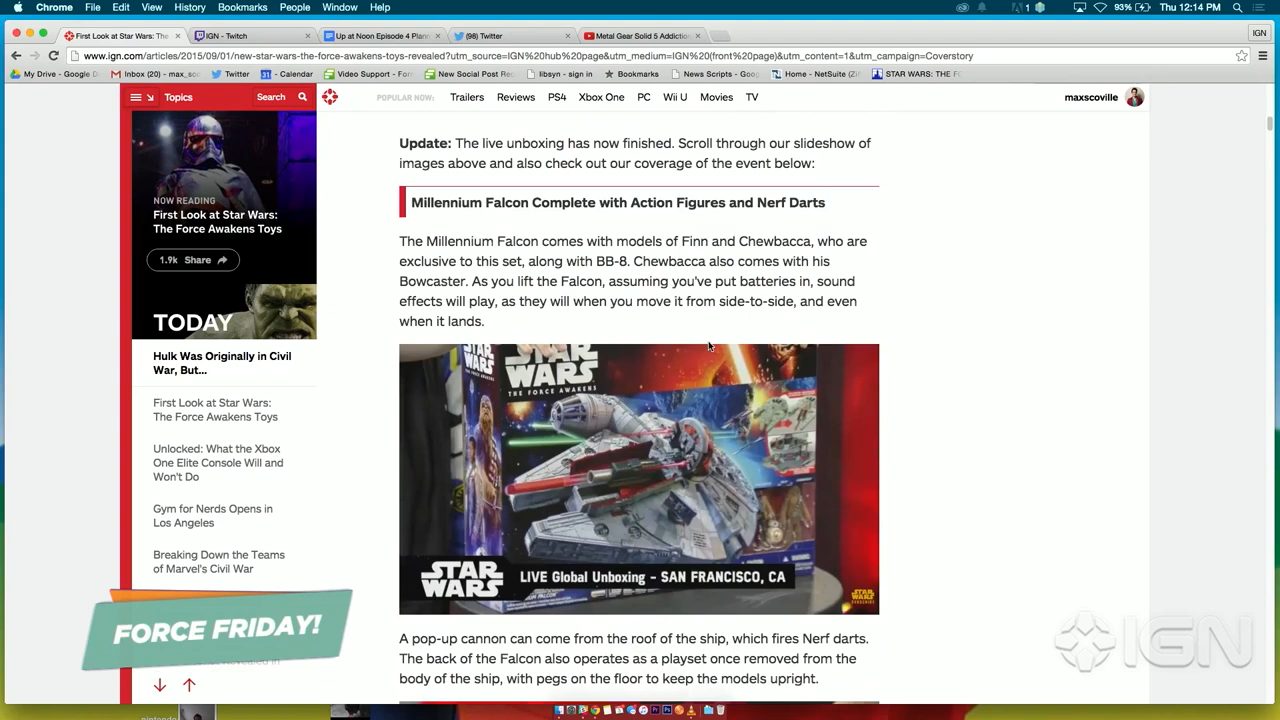 Chrome File Edit View History Bookmarks People Window Help
1 93% Thu 12:14 PM
First Look at Star Wars: The
IGN - Twitch
Up at Noon Episode 4 Plann
(98) Twitter
Metal Gear Solid 5 Addictio
IGN
www.ign.com/articles/2015/09/01/new-star-wars-the-force-awakens-toys-revealed?utm_source=IGN%20hub%20page&utm_medium=IGN%20(front%20page)&utm_content=1&utm_campaign=Coverstory
My Drive - Google D
Inbox (20) - max_sco
Twitter
31 - Calendar
Video Support - For
New Social Post Re
libsyn - sign in
Bookmarks
News Scripts - Goog
Home - NetSuite (Zi
STAR WARS: THE FO
Topics
Search
POPULAR NOW: Trailers Reviews PS4 Xbox One PC Wii U Movies TV
maxscoville
NOW READING
First Look at Star Wars:
The Force Awakens Toys
1.9k Share
TODAY
Hulk Was Originally in Civil
War, But...
First Look at Star Wars:
The Force Awakens Toys
Unlocked: What the Xbox
One Elite Console Will and
Won't Do
Gym for Nerds Opens in
Los Angeles
Breaking Down the Teams
of Marvel's Civil War
Update: The live unboxing has now finished. Scroll through our slideshow of
images above and also check out our coverage of the event below:
Millennium Falcon Complete with Action Figures and Nerf Darts
The Millennium Falcon comes with models of Finn and Chewbacca, who are
exclusive to this set, along with BB-8. Chewbacca also comes with his
Bowcaster. As you lift the Falcon, assuming you've put batteries in, sound
effects will play, as they will when you move it from side-to-side, and even
when it lands.
STAR
WARS
THE FORCE AWAKENS
STAR
WARS
LIVE Global Unboxing - SAN FRANCISCO, CA
STAR
WARS
SUBSCRIBE
A pop-up cannon can come from the roof of the ship, which fires Nerf darts.
The back of the Falcon also operates as a playset once removed from the
body of the ship, with pegs on the floor to keep the models upright.
FORCE FRIDAY!
IGN